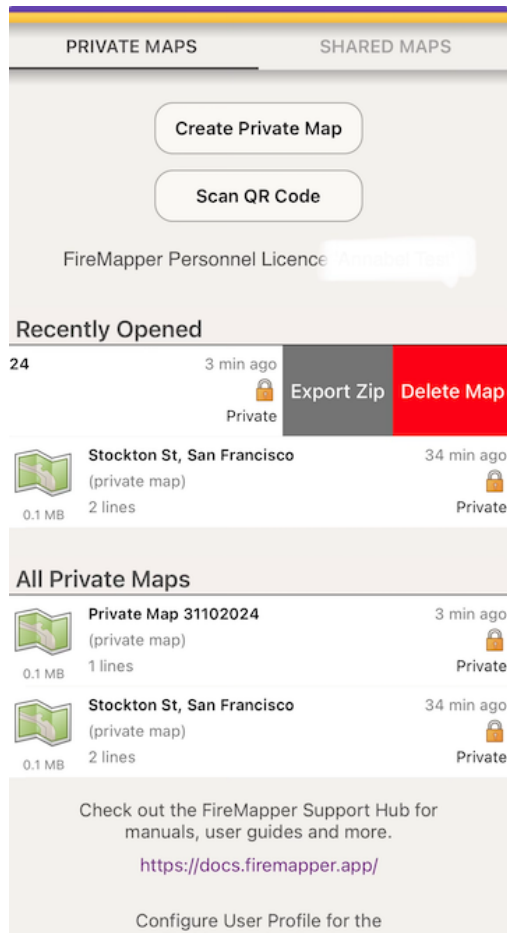 PRIVATE MAPS SHARED MAPS
Create Private Map
Scan QR Code
FireMapper Personnel Licence
Recently Opened
24 3 min ago
Private
Export Zip Delete Map
Stockton St, San Francisco 34 min ago
(private map)
0.1 MB 2 lines Private
All Private Maps
Private Map 31102024 3 min ago
(private map)
0.1 MB 1 lines Private
Stockton St, San Francisco 34 min ago
(private map)
0.1 MB 2 lines Private
Check out the FireMapper Support Hub for
manuals, user guides and more.
https://docs.firemapper.app/
Configure User Profile for the